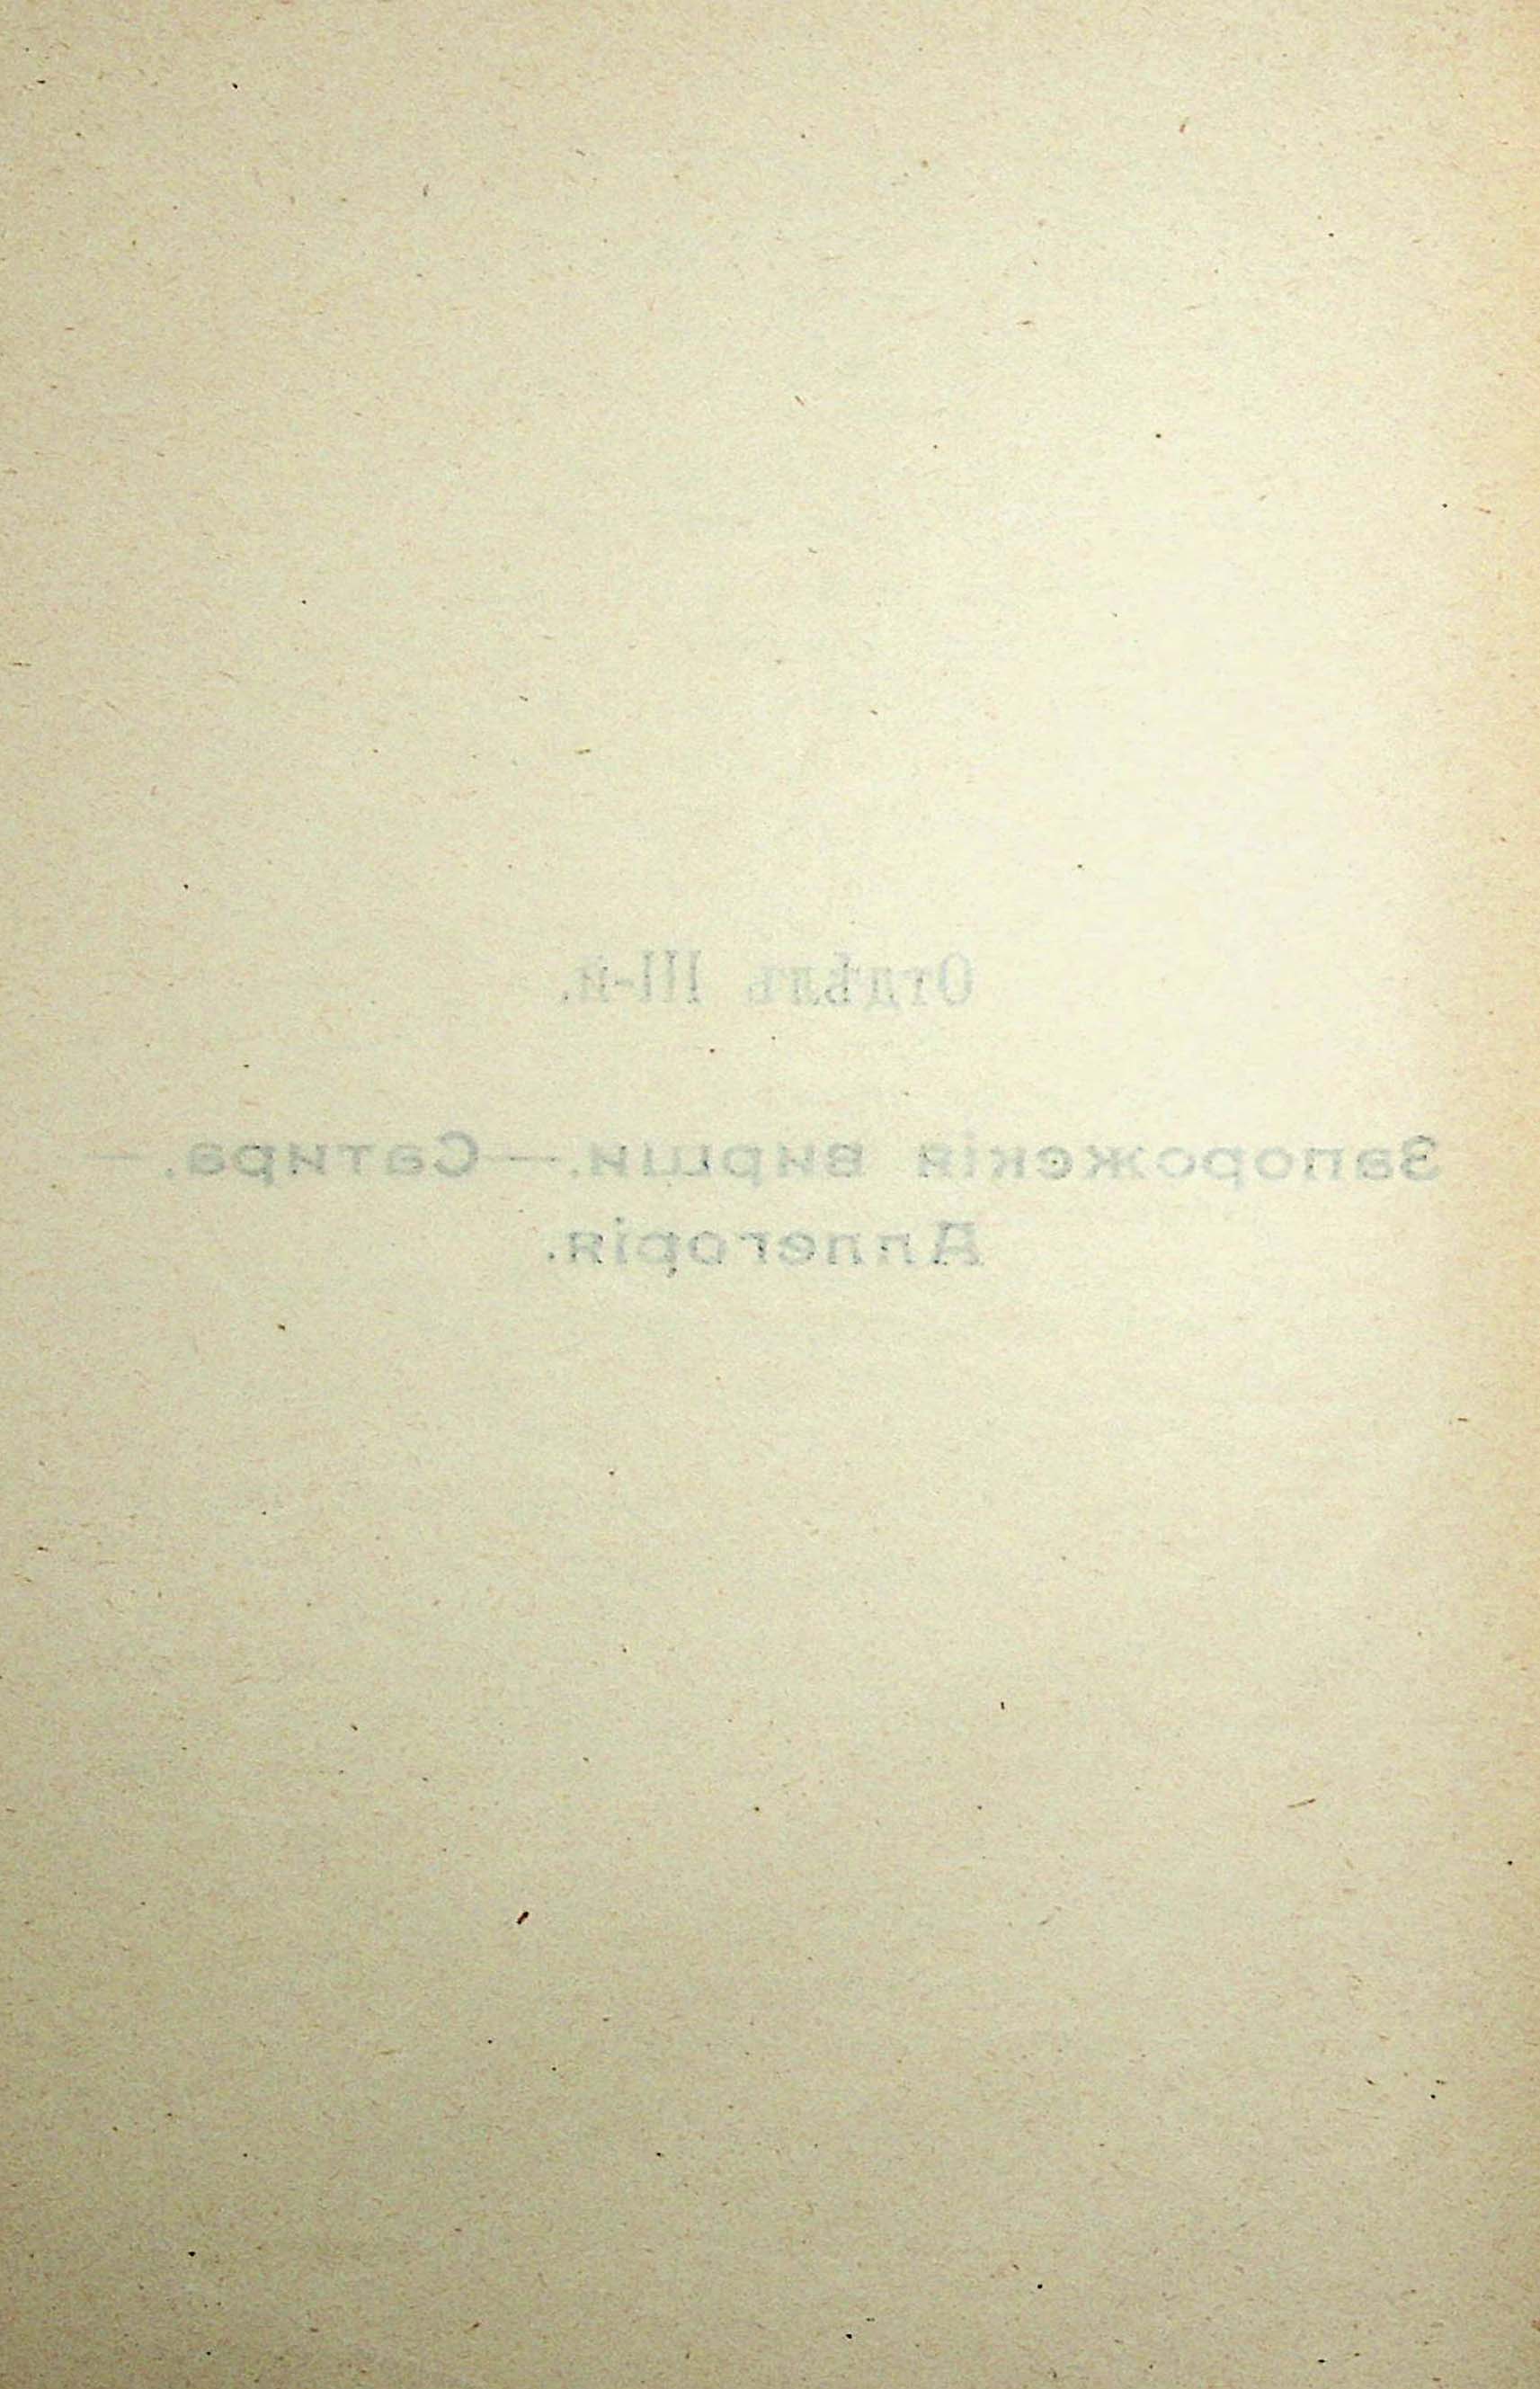 Отдѣлъ III-й.
Запорожскія вирши.—Сатира.—
Аллегорія.